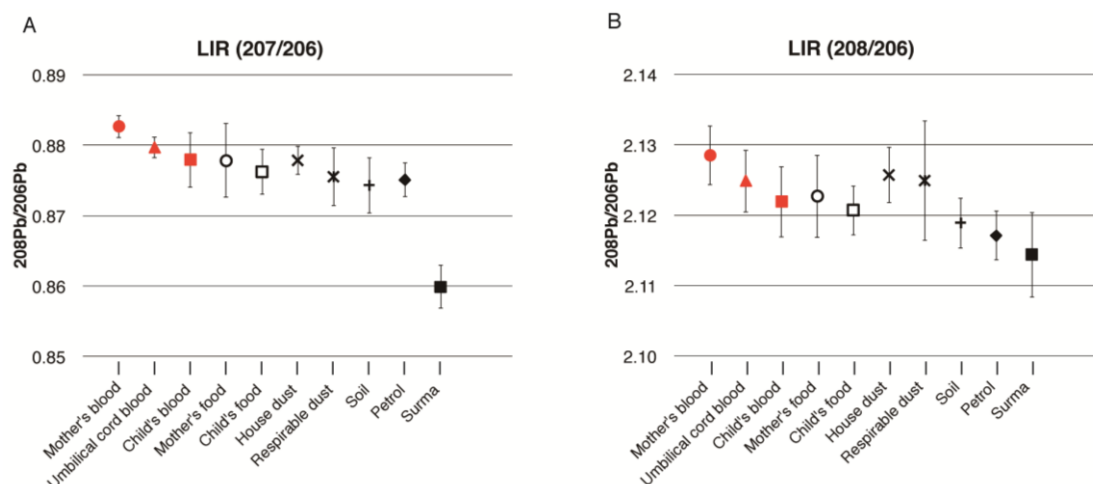 A
LIR (207/206)
208Pb/206Pb
0.89
0.88
0.87
0.86
0.85
Mother's blood
Umbilical cord blood
Child's blood
Mother's food
Child's food
House dust
Respirable dust
Soil
Petrol
Surma
B
LIR (208/206)
208Pb/206Pb
2.14
2.13
2.12
2.11
2.10
Mother's blood
Umbilical cord blood
Child's blood
Mother's food
Child's food
House dust
Respirable dust
Soil
Petrol
Surma